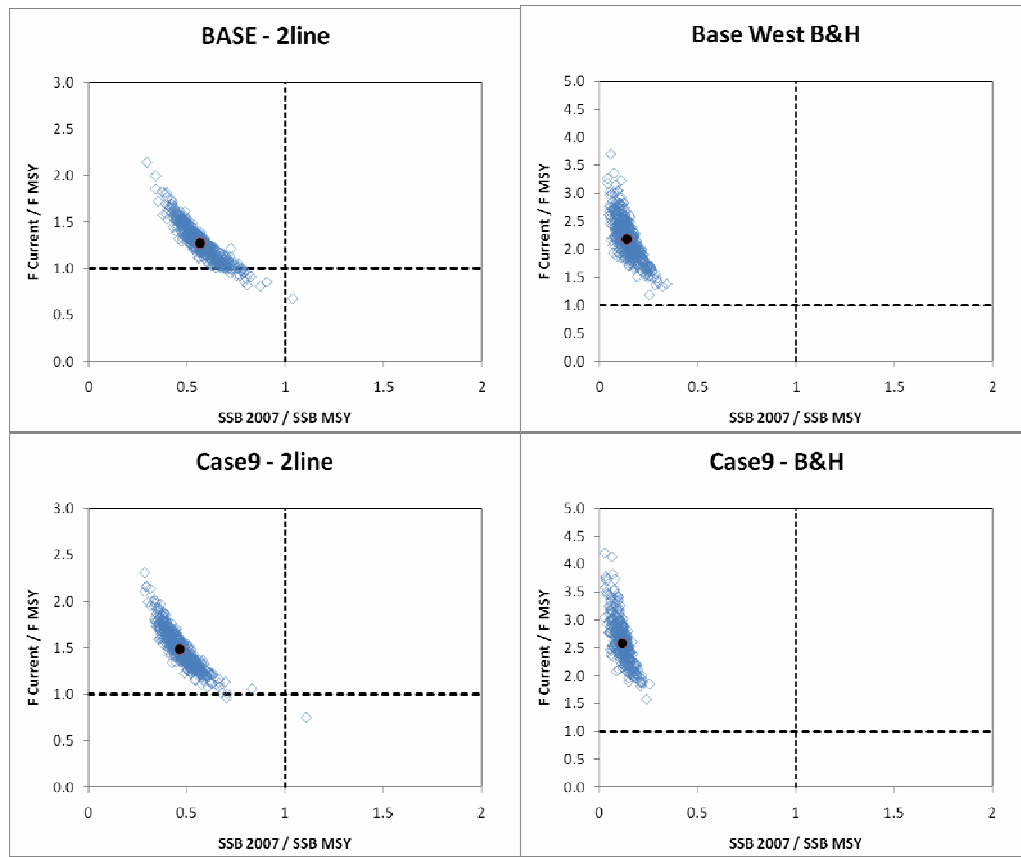 BASE - 2line
F Current / F MSY
3.0
2.5
2.0
1.5
1.0
0.5
0.0
0 0.5 1 1.5 2
SSB 2007 / SSB MSY
Base West B&H
F Current / F MSY
5.0
4.5
4.0
3.5
3.0
2.5
2.0
1.5
1.0
0.5
0.0
0 0.5 1 1.5 2
SSB 2007 / SSB MSY
Case9 - 2line
F Current / F MSY
3.0
2.5
2.0
1.5
1.0
0.5
0.0
0 0.5 1 1.5 2
SSB 2007 / SSB MSY
Case9 - B&H
F Current / F MSY
5.0
4.5
4.0
3.5
3.0
2.5
2.0
1.5
1.0
0.5
0.0
0 0.5 1 1.5 2
SSB 2007 / SSB MSY